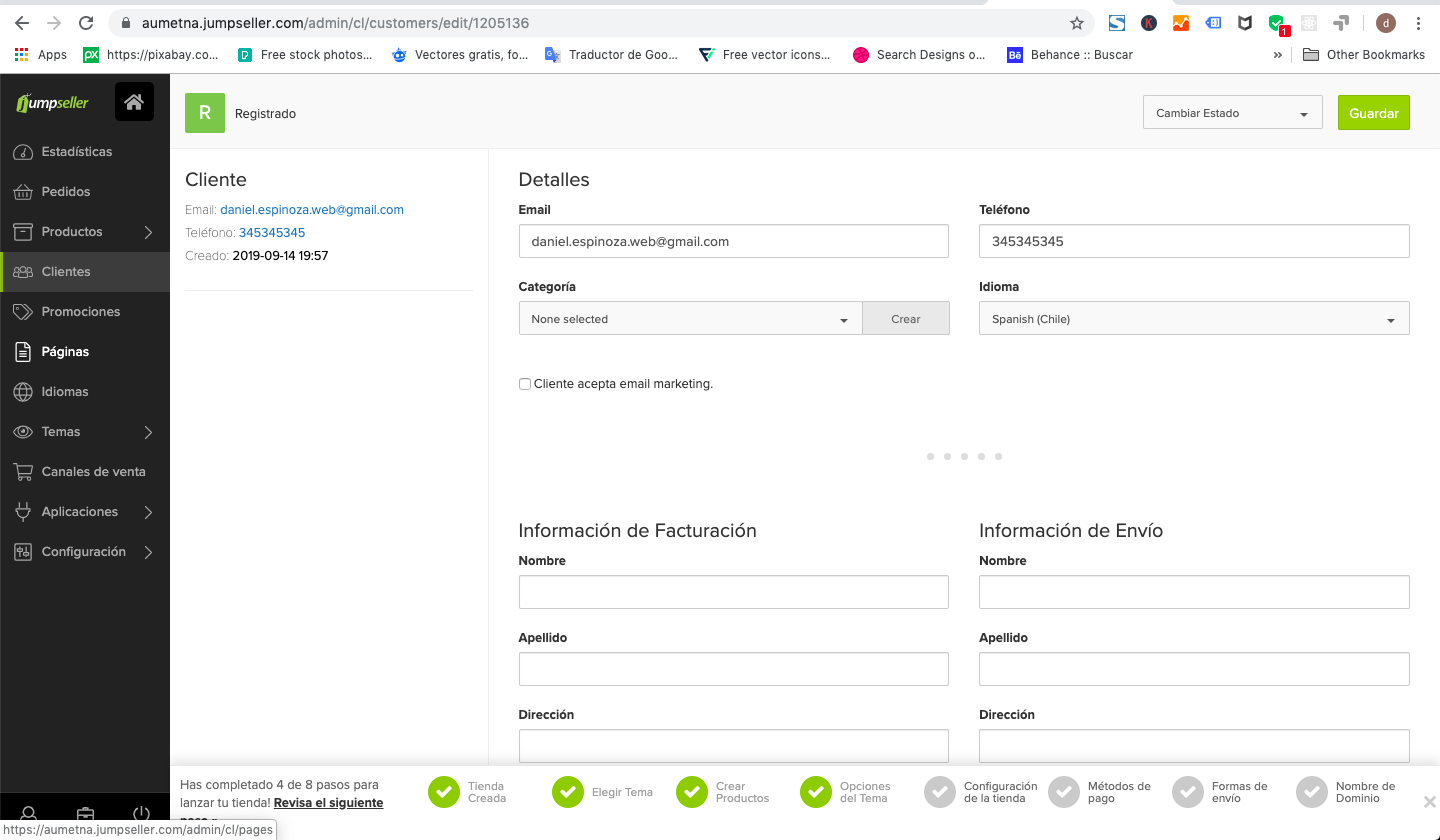 aumetna.jumpseller.com/admin/cl/customers/edit/1205136
1
d
Apps
px
https://pixabay.co...
Free stock photos...
Vectores gratis, fo...
Traductor de Goo...
Free vector icons...
Search Designs o...
Bē
Behance :: Buscar
»
Other Bookmarks
jumpseller
Estadísticas
Pedidos
Productos
Clientes
Promociones
Páginas
Idiomas
Temas
Canales de venta
Aplicaciones
Configuración
R
Registrado
Cambiar Estado
Guardar
Cliente
Email: daniel.espinoza.web@gmail.com
Teléfono: 345345345
Creado: 2019-09-14 19:57
Detalles
Email
Teléfono
daniel.espinoza.web@gmail.com
345345345
Categoría
Idioma
None selected
Crear
Spanish (Chile)
Cliente acepta email marketing.
Información de Facturación
Información de Envío
Nombre
Nombre
Apellido
Apellido
Dirección
Dirección
Has completado 4 de 8 pasos para
lanzar tu tienda! Revisa el siguiente
Tienda
Creada
Elegir Tema
Crear
Productos
Opciones
del Tema
Configuración
de la tienda
Métodos de
pago
Formas de
envío
Nombre de
Dominio
https://aumetna.jumpseller.com/admin/cl/pages